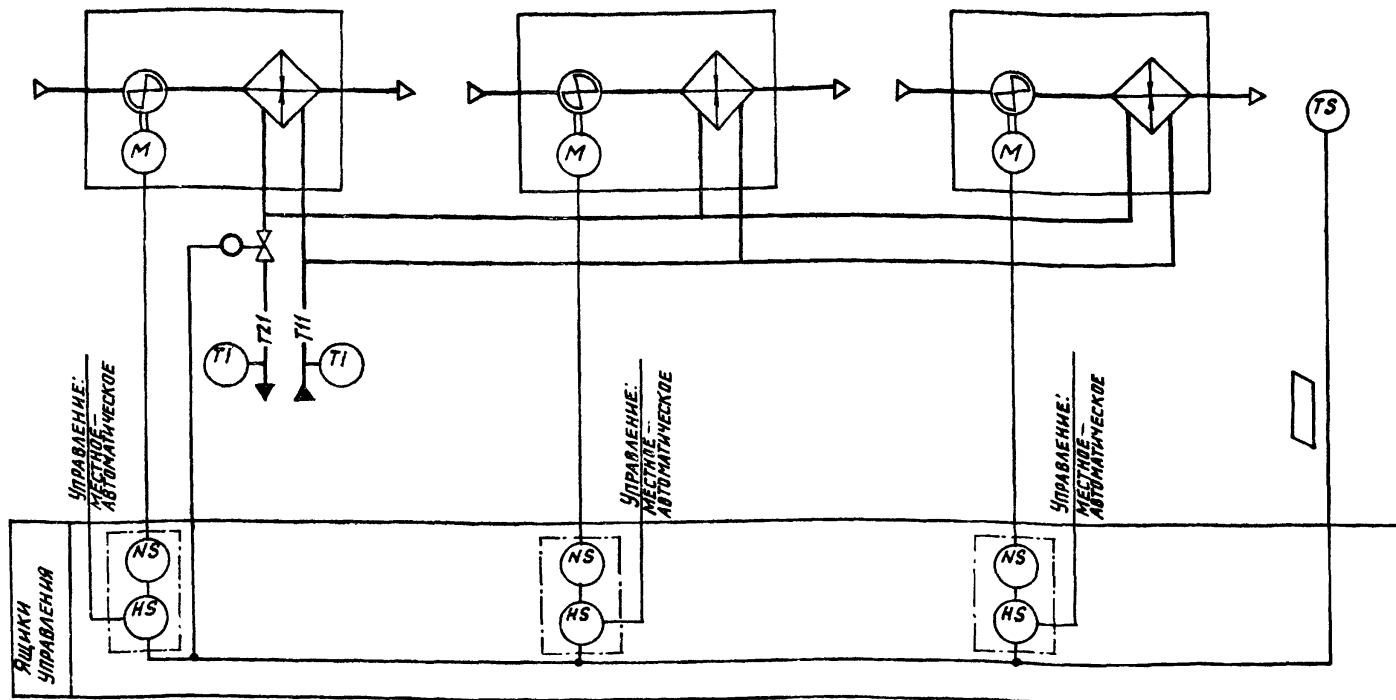 TS
M
M
M
T21
T11
TI
TI
Управление:
местное –
автоматическое
Управление:
местное –
автоматическое
Управление:
местное –
автоматическое
NS
NS
NS
HS
HS
HS
Ящики
управления